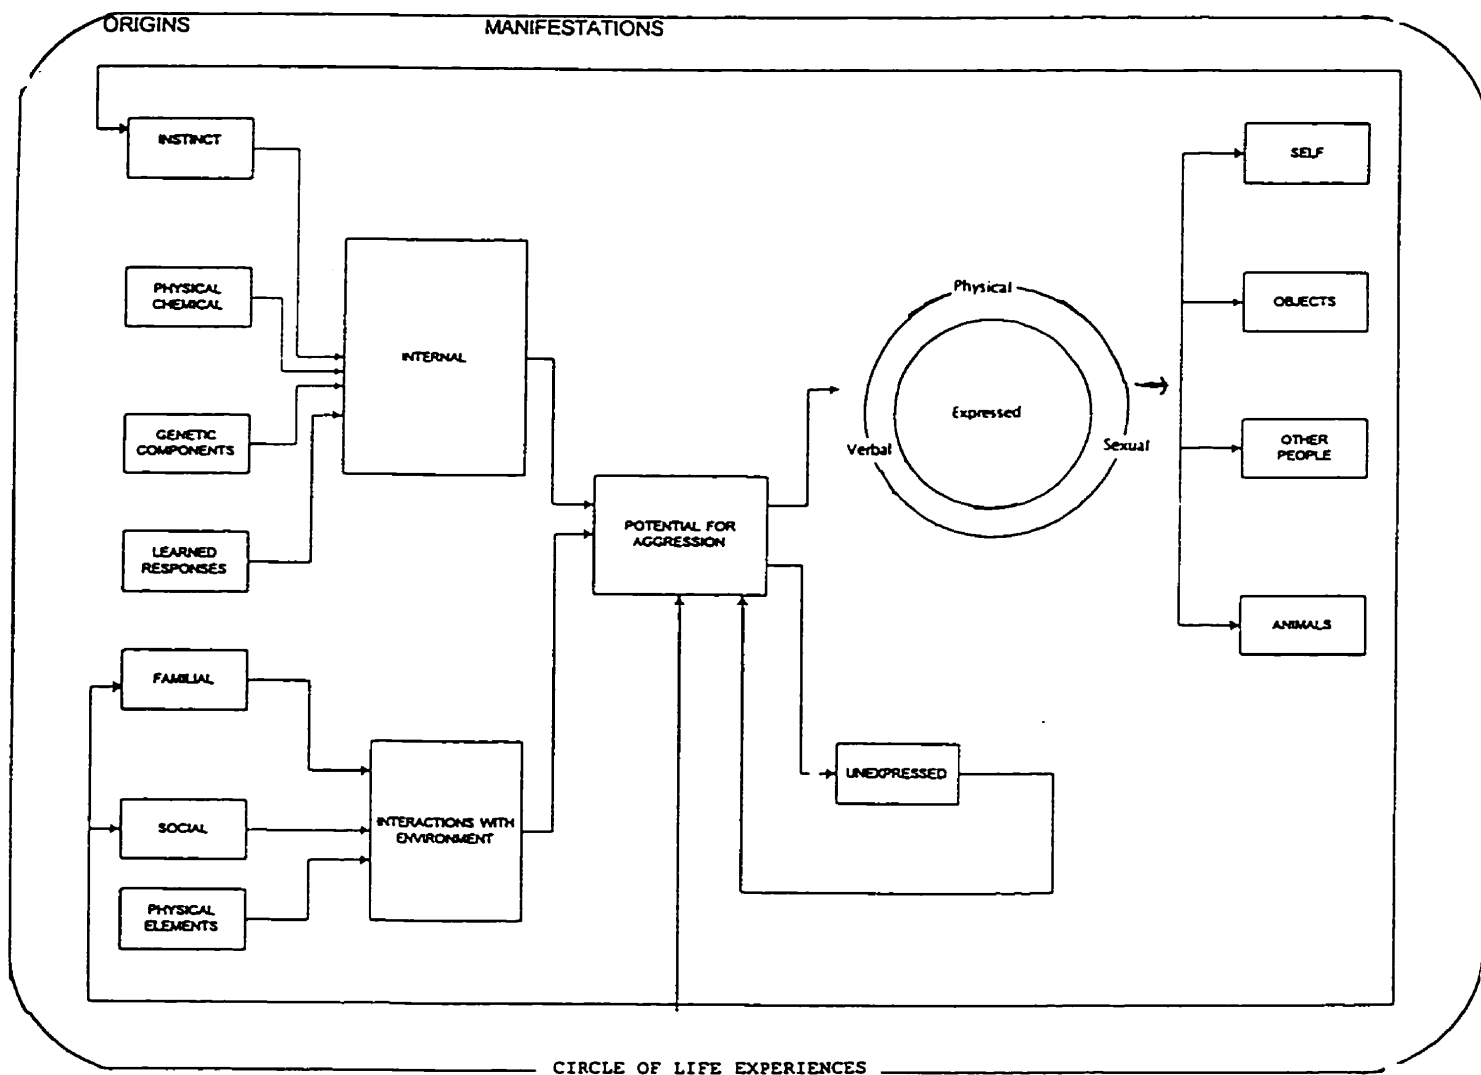 ORIGINS
MANIFESTATIONS
INSTINCT
PHYSICAL
CHEMICAL
GENETIC
COMPONENTS
LEARNED
RESPONSES
FAMILIAL
SOCIAL
PHYSICAL
ELEMENTS
INTERNAL
INTERACTIONS WITH
ENVIRONMENT
POTENTIAL FOR
AGGRESSION
Physical
Expressed
Verbal
Sexual
UNEXPRESSED
SELF
OBJECTS
OTHER
PEOPLE
ANIMALS
CIRCLE OF LIFE EXPERIENCES